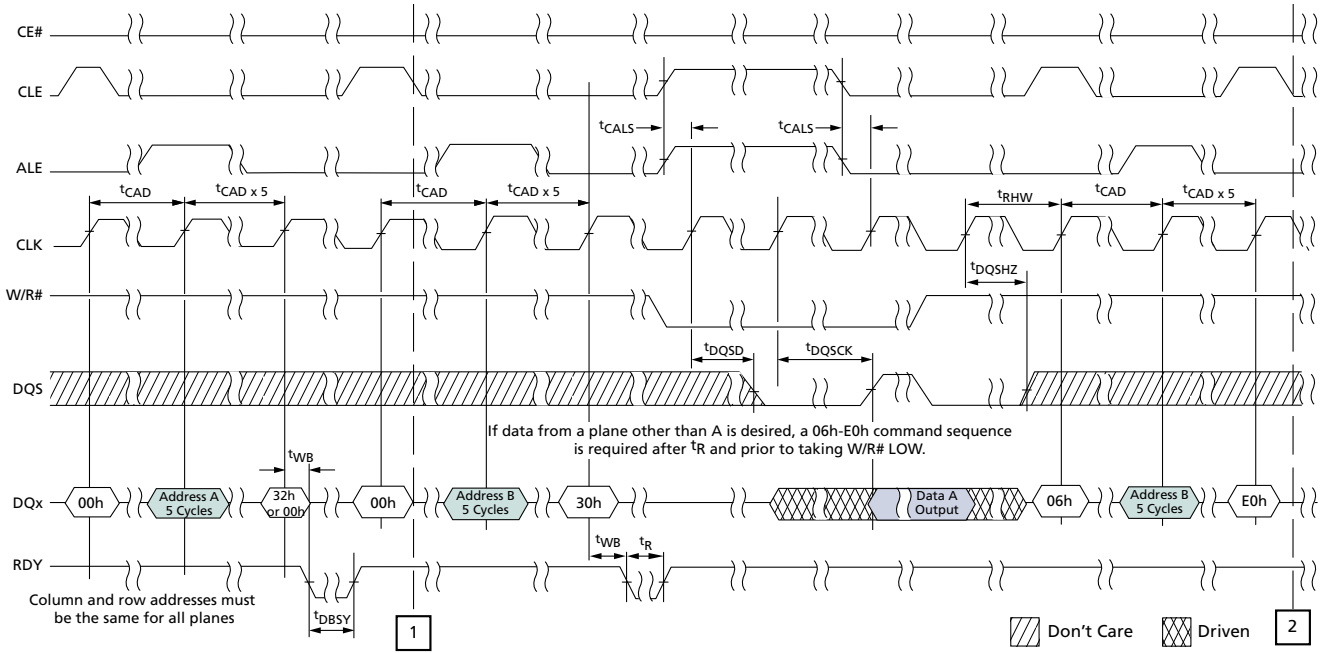 CE#
CLE
tCALS
tCALS
ALE
tCAD
tCAD x 5
tCAD
tCAD x 5
tRHW
tCAD
tCAD x 5
CLK
tDQSHZ
W/R#
tDQSD
tDQSCK
DQS
If data from a plane other than A is desired, a 06h-E0h command sequence
is required after tR and prior to taking W/R# LOW.
tWB
DQx
00h
Address A
5 Cycles
32h
or 00h
00h
Address B
5 Cycles
30h
Data A
Output
06h
Address B
5 Cycles
E0h
tWB
tR
RDY
Column and row addresses must
be the same for all planes
tDBSY
1
Don't Care
Driven
2